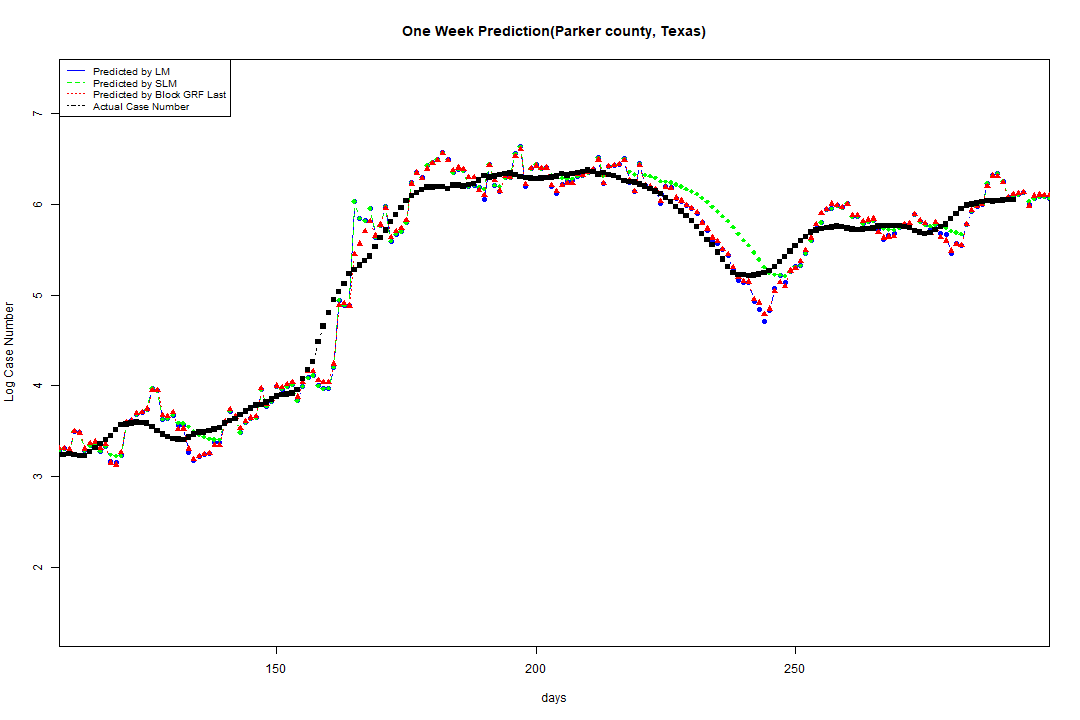 One Week Prediction(Parker county, Texas)
Predicted by LM
Predicted by SLM
Predicted by Block GRF Last
Actual Case Number
7
6
5
4
3
2
Log Case Number
150 200 250
days